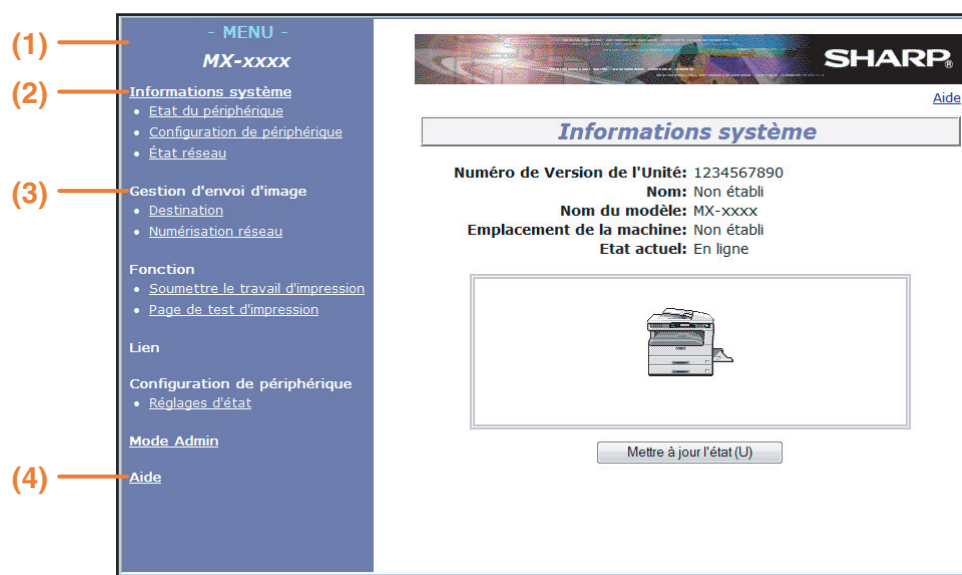 (1)
(2)
(3)
(4)
- MENU -
MX-xxxx
Informations système
• Etat du périphérique
• Configuration de périphérique
• État réseau
Gestion d'envoi d'image
• Destination
• Numérisation réseau
Fonction
• Soumettre le travail d'impression
• Page de test d'impression
Lien
Configuration de périphérique
• Réglages d'état
Mode Admin
Aide
SHARP®
Aide
Informations système
Numéro de Version de l'Unité: 1234567890
Nom: Non établi
Nom du modèle: MX-xxxx
Emplacement de la machine: Non établi
Etat actuel: En ligne
Mettre à jour l'état(U)